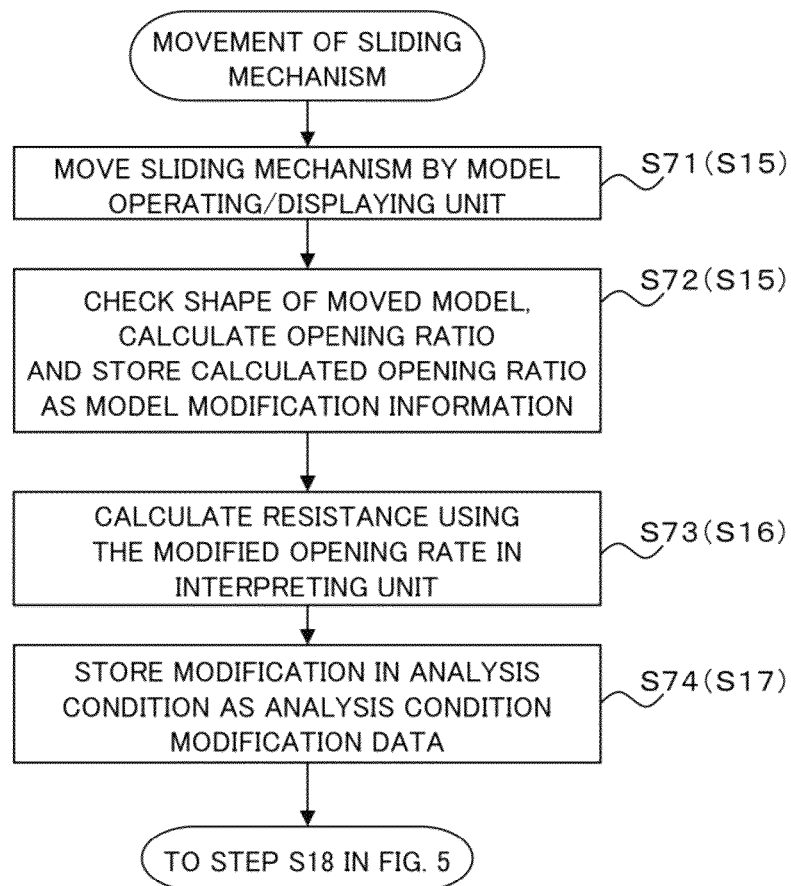 MOVEMENT OF SLIDING
MECHANISM
MOVE SLIDING MECHANISM BY MODEL
OPERATING/DISPLAYING UNIT
S71(S15)
CHECK SHAPE OF MOVED MODEL,
CALCULATE OPENING RATIO
AND STORE CALCULATED OPENING RATIO
AS MODEL MODIFICATION INFORMATION
S72(S15)
CALCULATE RESISTANCE USING
THE MODIFIED OPENING RATE IN
INTERPRETING UNIT
S73(S16)
STORE MODIFICATION IN ANALYSIS
CONDITION AS ANALYSIS CONDITION
MODIFICATION DATA
S74(S17)
TO STEP S18 IN FIG. 5